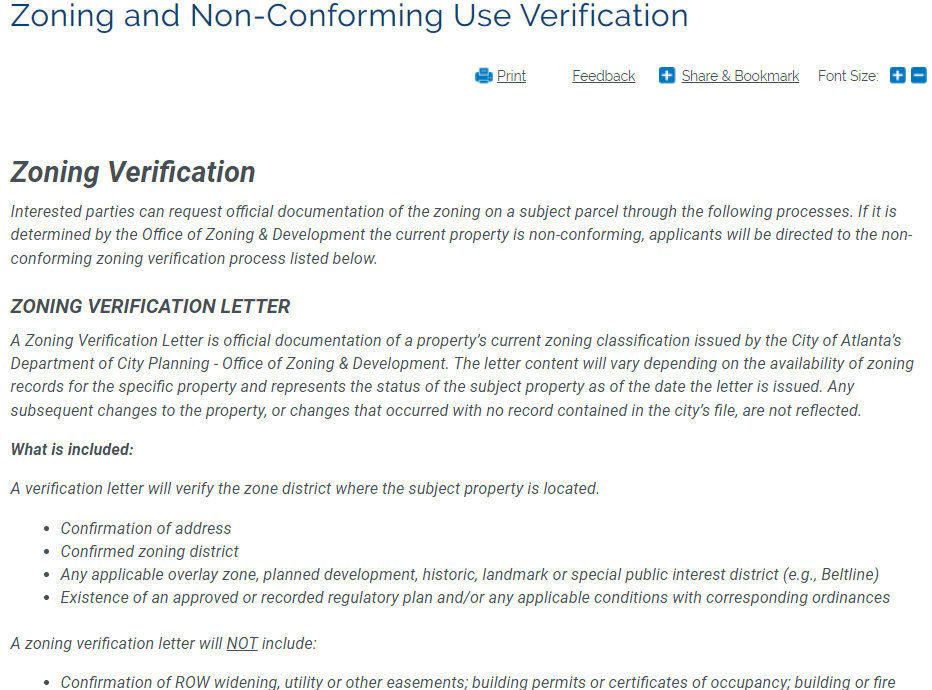 Zoning and Non-Conforming Use Verification
Print Feedback Share & Bookmark Font Size:
Zoning Verification
Interested parties can request official documentation of the zoning on a subject parcel through the following processes. If it is
determined by the Office of Zoning & Development the current property is non-conforming, applicants will be directed to the non-
conforming zoning verification process listed below.
ZONING VERIFICATION LETTER
A Zoning Verification Letter is official documentation of a property's current zoning classification issued by the City of Atlanta's
Department of City Planning - Office of Zoning & Development. The letter content will vary depending on the availability of zoning
records for the specific property and represents the status of the subject property as of the date the letter is issued. Any
subsequent changes to the property, or changes that occurred with no record contained in the city's file, are not reflected.
What is included:
A verification letter will verify the zone district where the subject property is located.
• Confirmation of address
• Confirmed zoning district
• Any applicable overlay zone, planned development, historic, landmark or special public interest district (e.g., Beltline)
• Existence of an approved or recorded regulatory plan and/or any applicable conditions with corresponding ordinances
A zoning verification letter will NOT include:
• Confirmation of ROW widening, utility or other easements; building permits or certificates of occupancy; building or fire